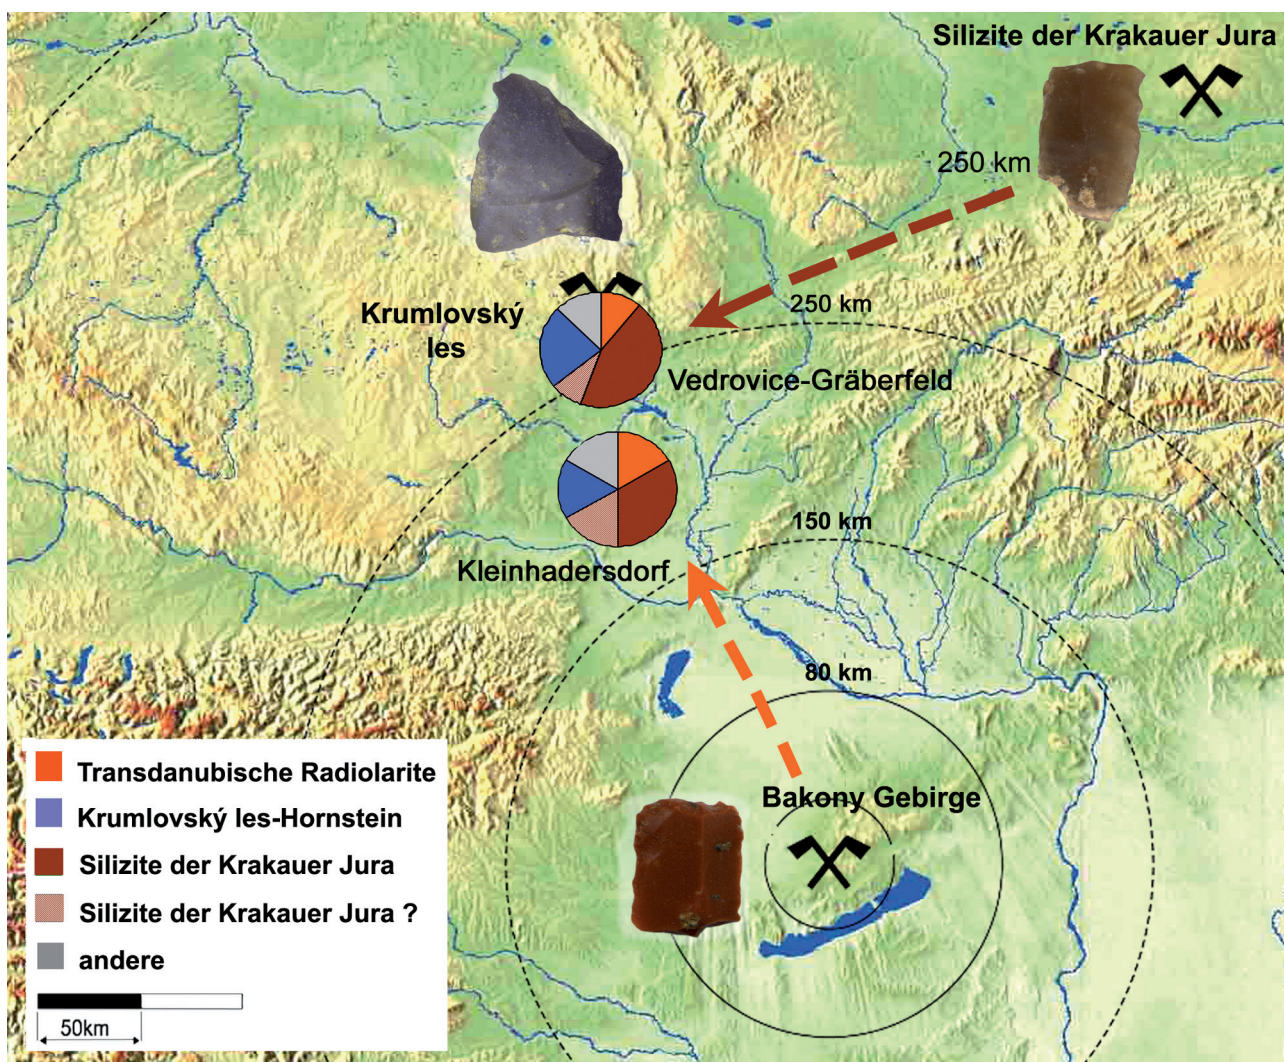 Silizite der Krakauer Jura
250 km
250 km
Krumlovský
les
Vedrovice-Gräberfeld
150 km
Kleinhadersdorf
80 km
Bakony Gebirge
Transdanubische Radiolarite
Krumlovský les-Hornstein
Silizite der Krakauer Jura
Silizite der Krakauer Jura ?
andere
50km